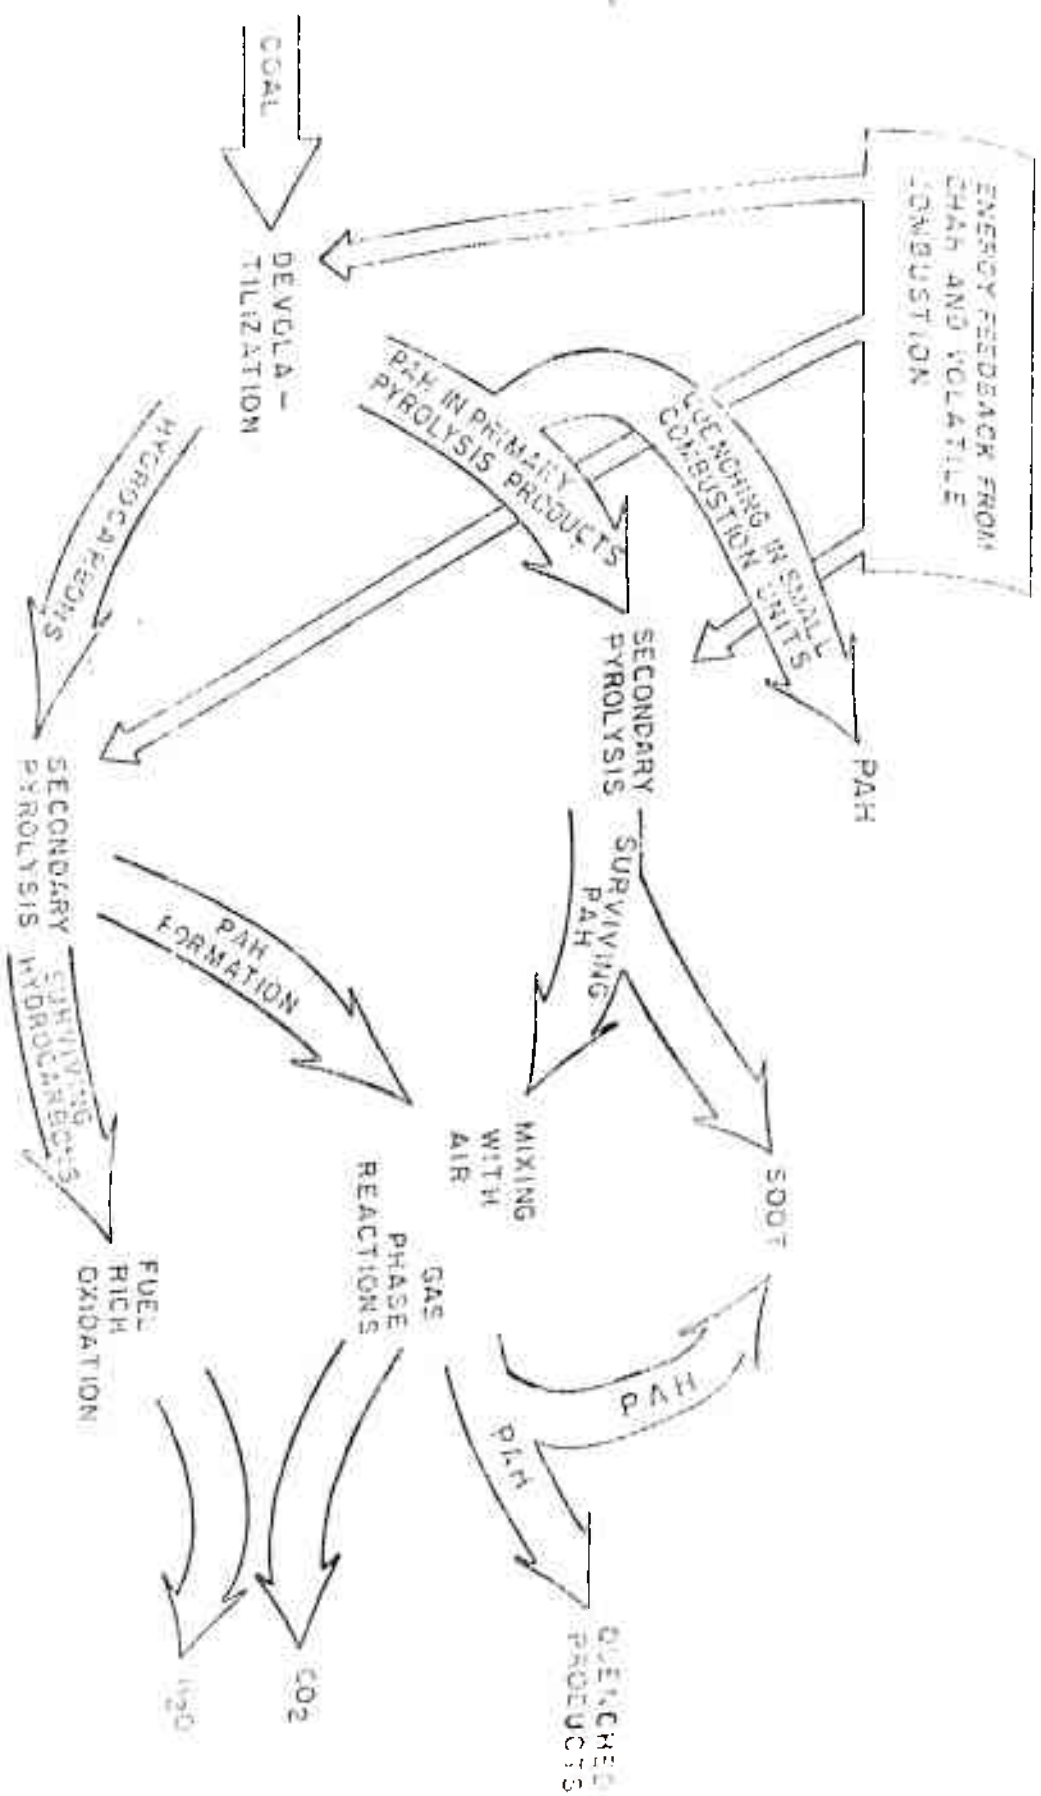 ENERGY FEEDBACK FROM
CHAR AND VOLATILE
COMBUSTION
COAL
DEVOLA-
TILIZATION
PAH IN PRIMARY
PYROLYSIS PRODUCTS
QUENCHING IN SMALL
COMBUSTION UNITS
PAH
HYDROCARBONS
SECONDARY
PYROLYSIS
SURVIVING
PAH
SOOT
SECONDARY
PYROLYSIS
PAH
FORMATION
SURVIVING
HYDROCARBONS
MIXING
WITH
AIR
GAS
PHASE
REACTIONS
FUEL
RICH
OXIDATION
PAH
PAH
QUENCHED
PRODUCTS
CO2
H2O